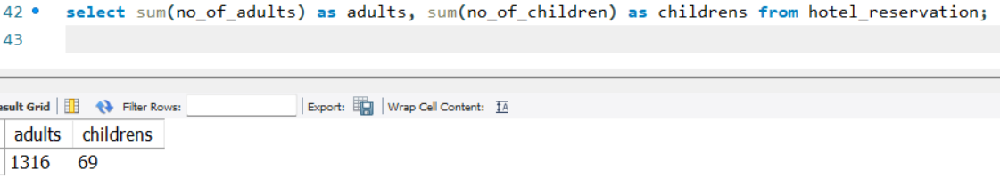 42 select sum(no_of_adults) as adults, sum(no_of_children) as childrens from hotel_reservation;
43
esult Grid Filter Rows: Export: Wrap Cell Content: IA
adults childrens
1316 69